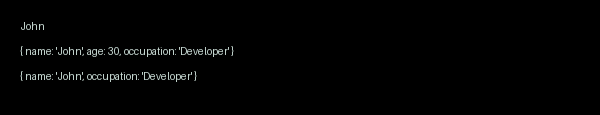 John
{ name: 'John', age: 30, occupation: 'Developer' }
{ name: 'John', occupation: 'Developer' }